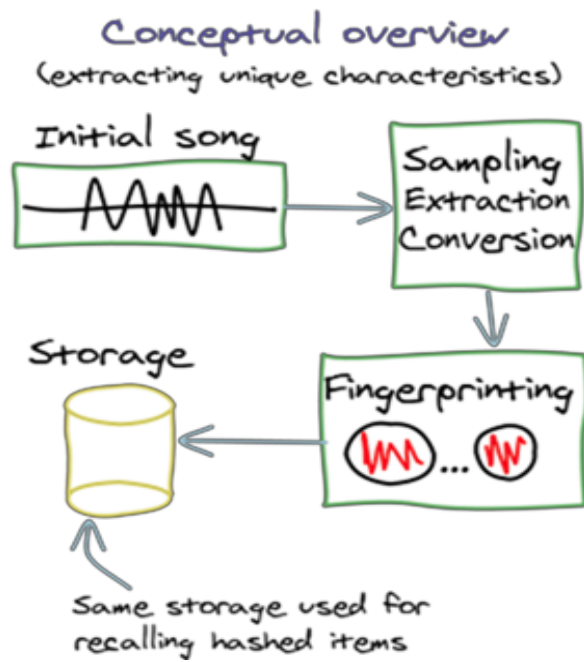 Conceptual overview
(extracting unique characteristics)
Initial song
Sampling
Extraction
Conversion
Fingerprinting
...
Storage
Same storage used for
recalling hashed items